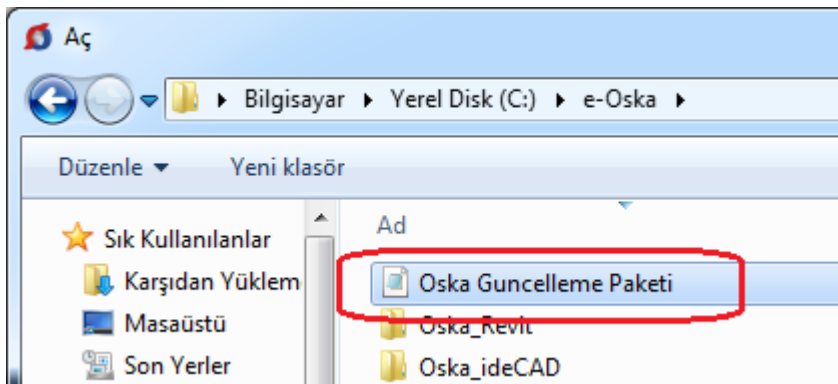 Aç
Bilgisayar Yerel Disk (C:) e-Oska
Düzenle Yeni klasör
Sık Kullanılanlar
Karşıdan Yüklem
Masaüstü
Son Yerler
Ad
Oska Guncelleme Paketi
Oska_Revit
Oska_ideCAD